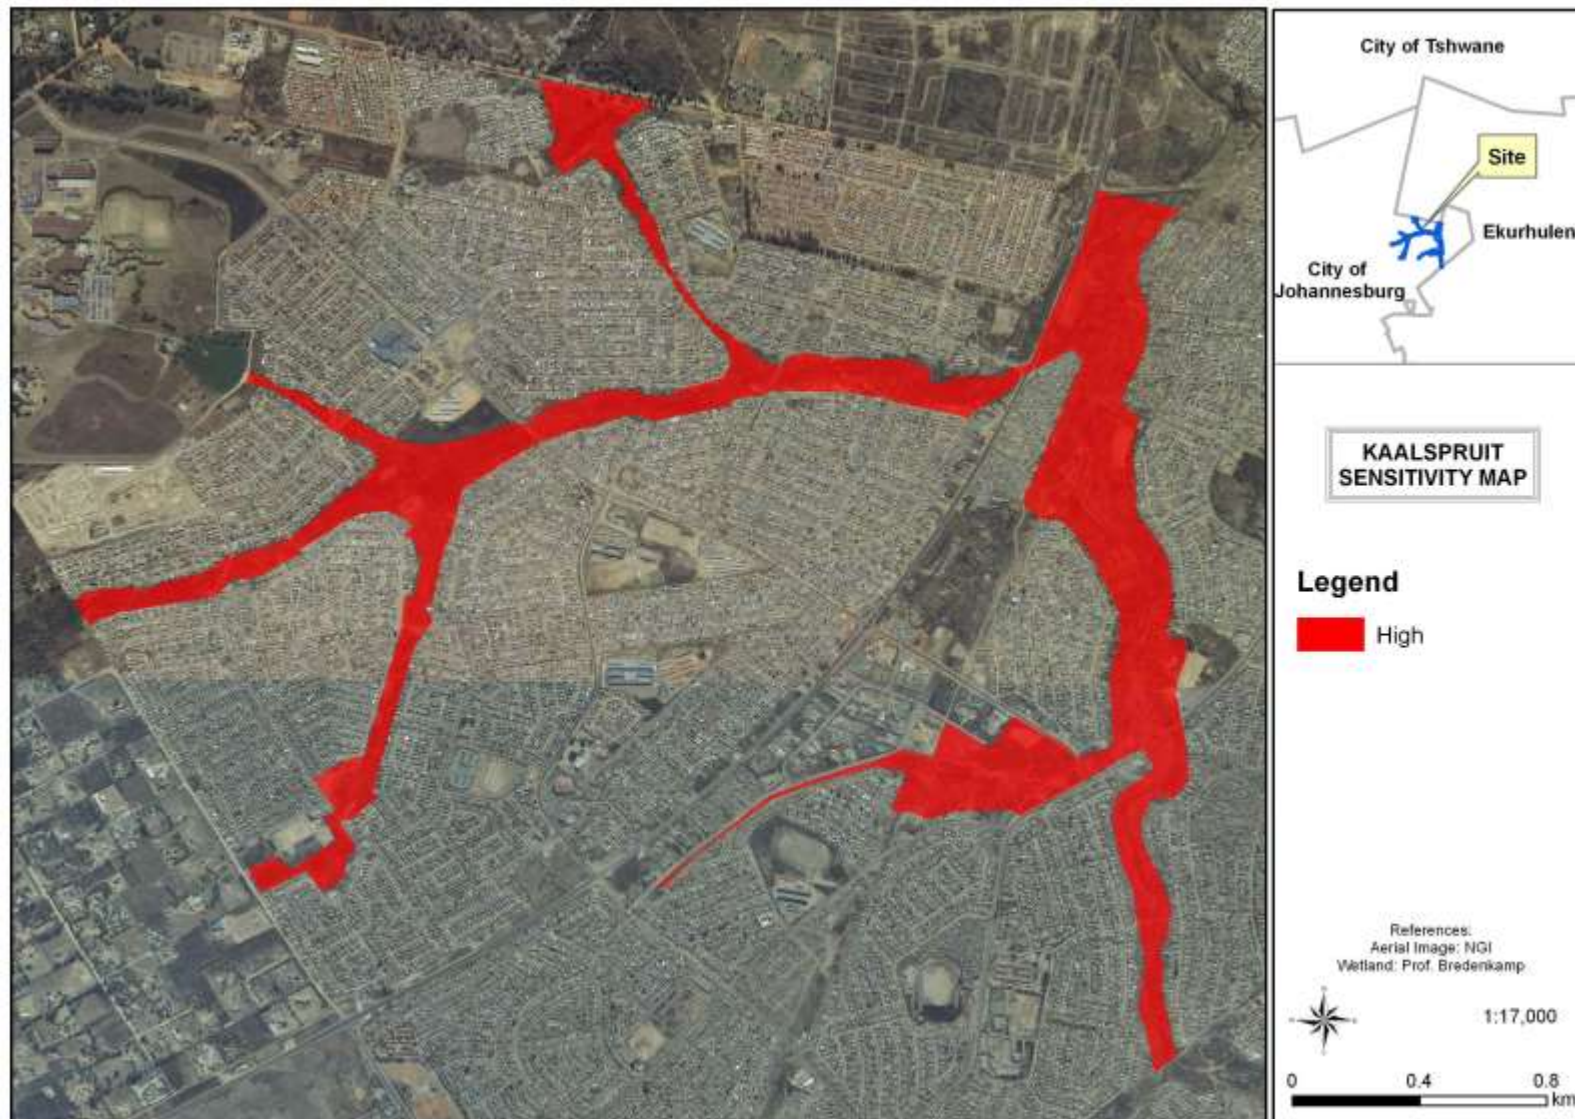 City of Tshwane
Site
Ekurhulen
City of
Johannesburg
KAALSPRUIT
SENSITIVITY MAP
Legend
High
References:
Aerial Image: NGI
Wetland: Prof. Bredenkamp
1:17,000
0 0.4 0.8
km